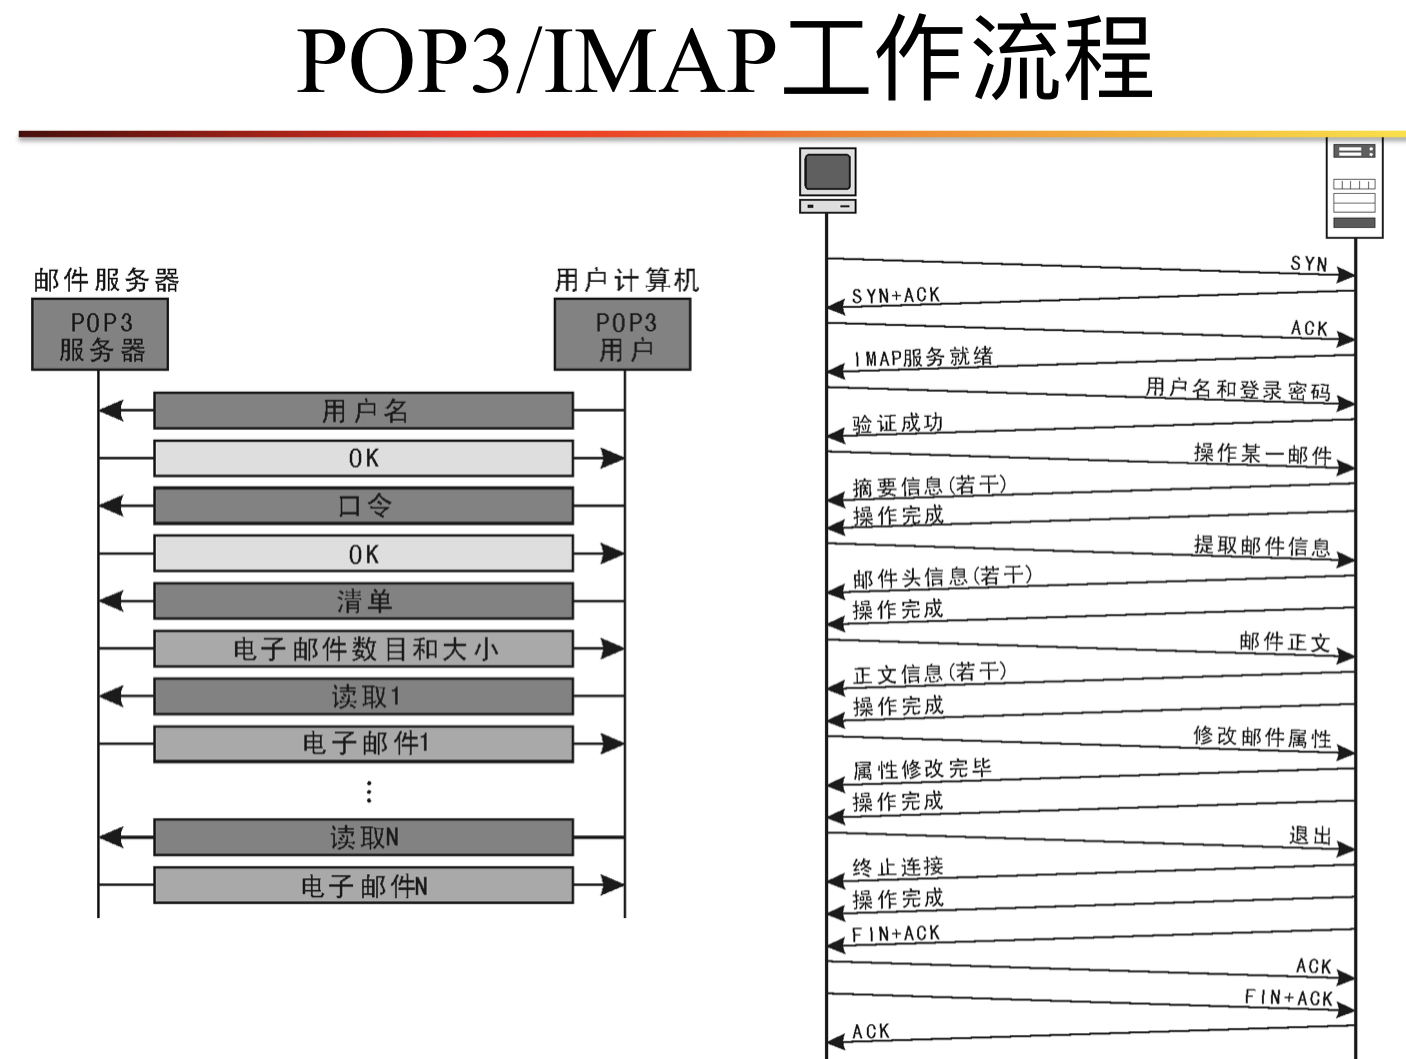 POP3/IMAP工作流程
邮件服务器
用户计算机
POP3
服务器
POP3
用户
用户名
OK
口令
OK
清单
电子邮件数目和大小
读取1
电子邮件1
⋮
读取N
电子邮件N
SYN
SYN+ACK
ACK
IMAP服务就绪
用户名和登录密码
验证成功
操作某一邮件
摘要信息(若干)
操作完成
提取邮件信息
邮件头信息(若干)
操作完成
邮件正文
正文信息(若干)
操作完成
修改邮件属性
属性修改完毕
操作完成
退出
终止连接
操作完成
FIN+ACK
ACK
FIN+ACK
ACK